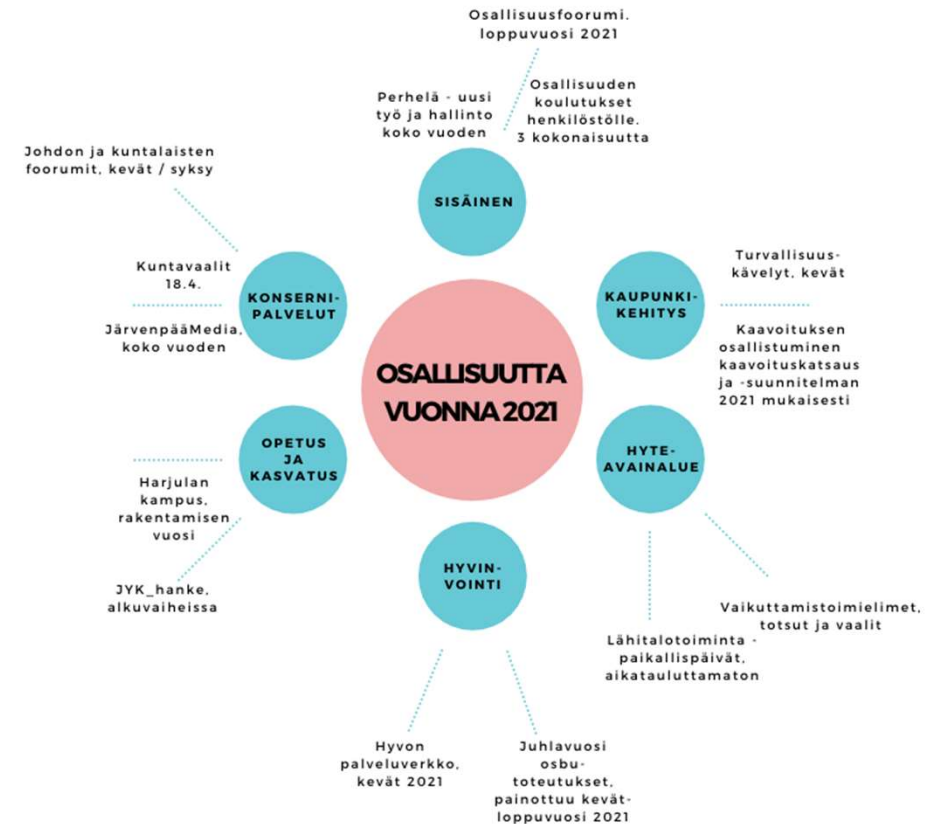 Osallisuusfoorumi.
loppuvuosi 2021
Perhelä - uusi
työ ja hallinto
koko vuoden
Osallisuuden
koulutukset
henkilöstölle.
3 kokonaisuutta
SISÄINEN
Johdon ja kuntalaisten
foorumit, kevät / syksy
Kuntavaalit
18.4.
JärvenpääMedia,
koko vuoden
KONSERNI-
PALVELUT
KAUPUNKI-
KEHITYS
Turvallisuus-
kävelyt, kevät
Kaavoituksen
osallistuminen
kaavoituskatsaus
ja -suunnitelman
2021 mukaisesti
OSALLISUUTTA
VUONNA 2021
OPETUS
JA
KASVATUS
Harjulan
kampus,
rakentamisen
vuosi
JYK_hanke,
alkuvaiheissa
HYTE-
AVAINALUE
Vaikuttamistoimielimet,
totsut ja vaalit
Lähitalotoiminta -
paikallispäivät,
aikatauluttamaton
HYVIN-
VOINTI
Hyvon
palveluverkko,
kevät 2021
Juhlavuosi
osbu-
toteutukset,
painottuu kevät-
loppuvuosi 2021